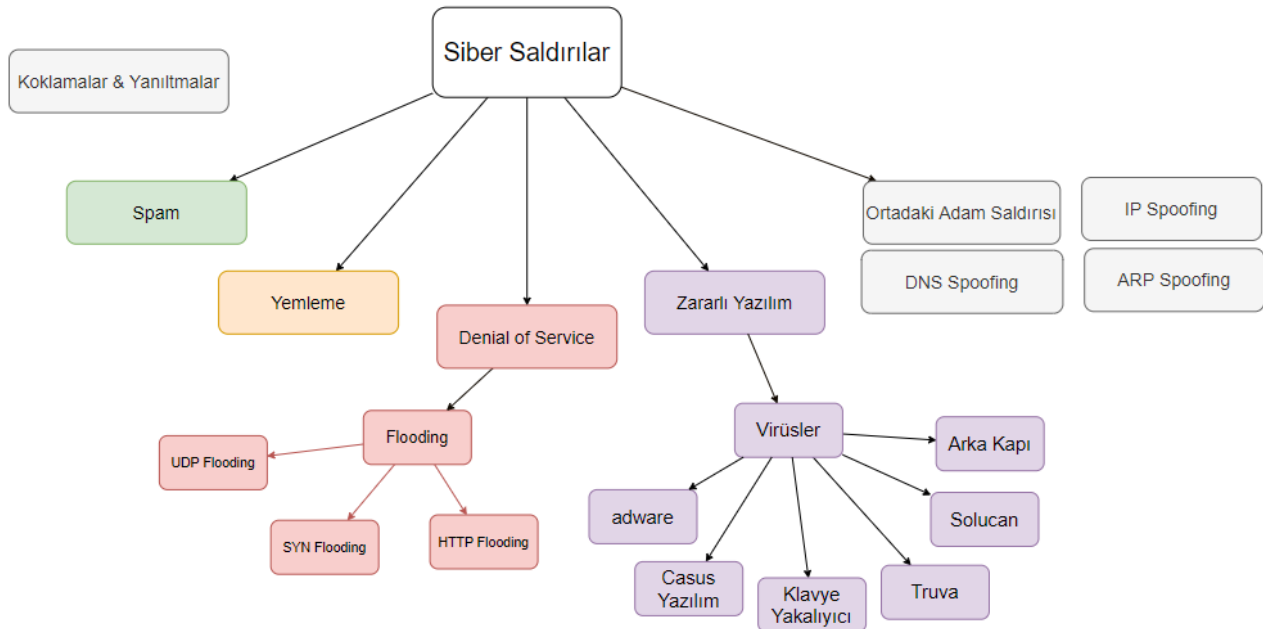 Siber Saldırılar
Koklamalar & Yanıltmalar
Spam
Ortadaki Adam Saldırısı
IP Spoofing
DNS Spoofing
ARP Spoofing
Yemleme
Zararlı Yazılım
Denial of Service
Flooding
Virüsler
Arka Kapı
UDP Flooding
adware
Solucan
SYN Flooding
HTTP Flooding
Casus
Yazılım
Klavye
Yakalıyıcı
Truva